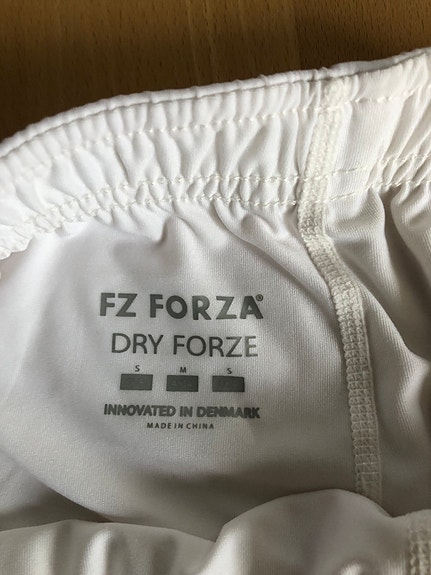 FZ FORZA®
DRY FORZE
S M S
INNOVATED IN DENMARK
MADE IN CHINA